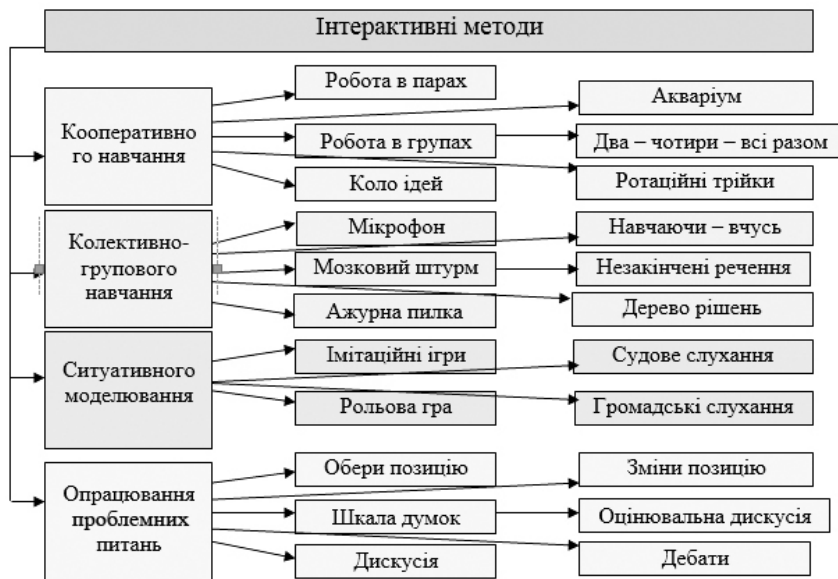 Інтерактивні методи
Кооперативно
го навчання
Робота в парах
Акваріум
Робота в групах
Два – чотири – всі разом
Коло ідей
Ротаційні трійки
Колективно-
групового
навчання
Мікрофон
Навчаючи – вчусь
Мозковий штурм
Незакінчені речення
Ажурна пилка
Дерево рішень
Ситуативного
моделювання
Імітаційні ігри
Судове слухання
Рольова гра
Громадські слухання
Опрацювання
проблемних
питань
Обери позицію
Зміни позицію
Шкала думок
Оцінювальна дискусія
Дискусія
Дебати